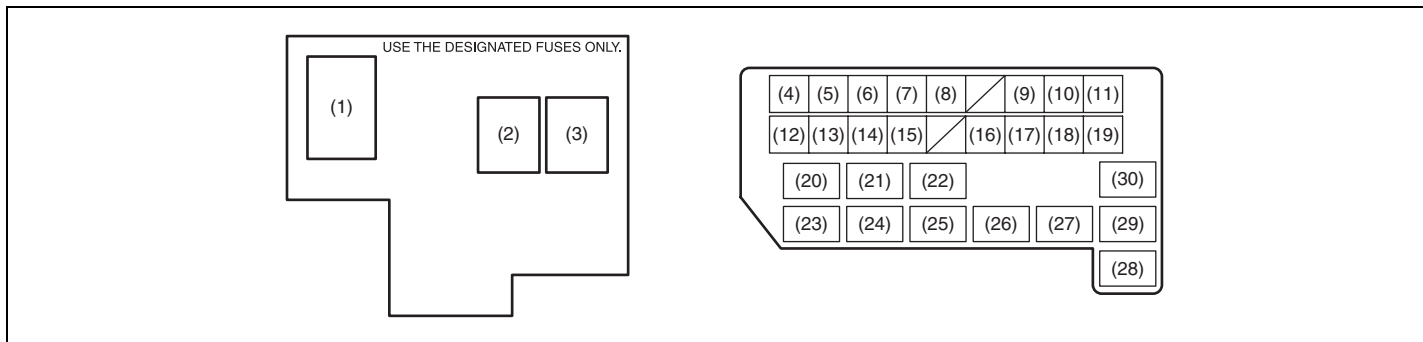 USE THE DESIGNATED FUSES ONLY.
(1)
(2) (3)
(4) (5) (6) (7) (8) (9) (10) (11)
(12) (13) (14) (15) (16) (17) (18) (19)
(20) (21) (22) (30)
(23) (24) (25) (26) (27) (29)
(28)